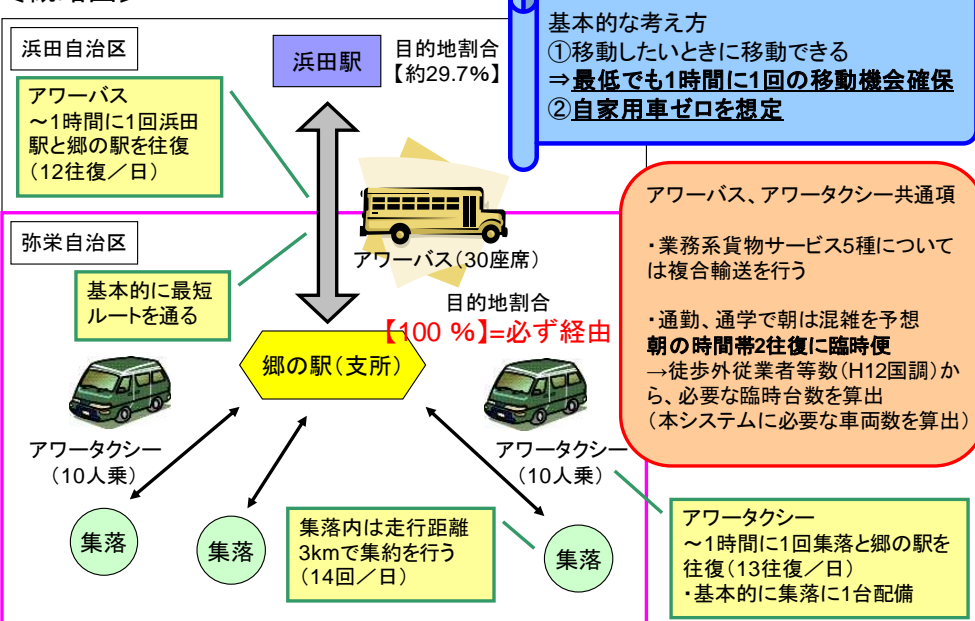 浜田自治区
浜田駅
目的地割合
【約29.7%】
アワーバス
～1時間に1回浜田
駅と郷の駅を往復
(12往復／日)
基本的な考え方
①移動したいときに移動できる
⇒最低でも1時間に1回の移動機会確保
②自家用車ゼロを想定
弥栄自治区
基本的に最短
ルートを通る
アワーバス(30座席)
目的地割合
【100 %】=必ず経由
郷の駅(支所)
アワーバス、アワータクシー共通項
・業務系貨物サービス5種について
は複合輸送を行う
・通勤、通学で朝は混雑を予想
朝の時間帯2往復に臨時便
→徒歩外従業者等数(H12国調)か
ら、必要な臨時台数を算出
(本システムに必要な車両数を算出)
アワータクシー
(10人乗)
アワータクシー
(10人乗)
集落
集落
集落内は走行距離
3kmで集約を行う
(14回／日)
集落
アワータクシー
～1時間に1回集落と郷の駅を
往復(13往復／日)
・基本的に集落に1台配備